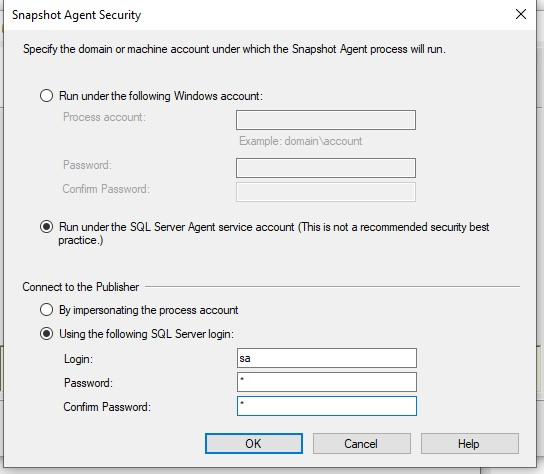 Snapshot Agent Security
Specify the domain or machine account under which the Snapshot Agent process will run.
Run under the following Windows account:
Process account:
Example: domain\account
Password:
Confirm Password:
Run under the SQL Server Agent service account (This is not a recommended security best
practice.)
Connect to the Publisher
By impersonating the process account
Using the following SQL Server login:
Login:
sa
Password:
*
Confirm Password:
*
OK
Cancel
Help